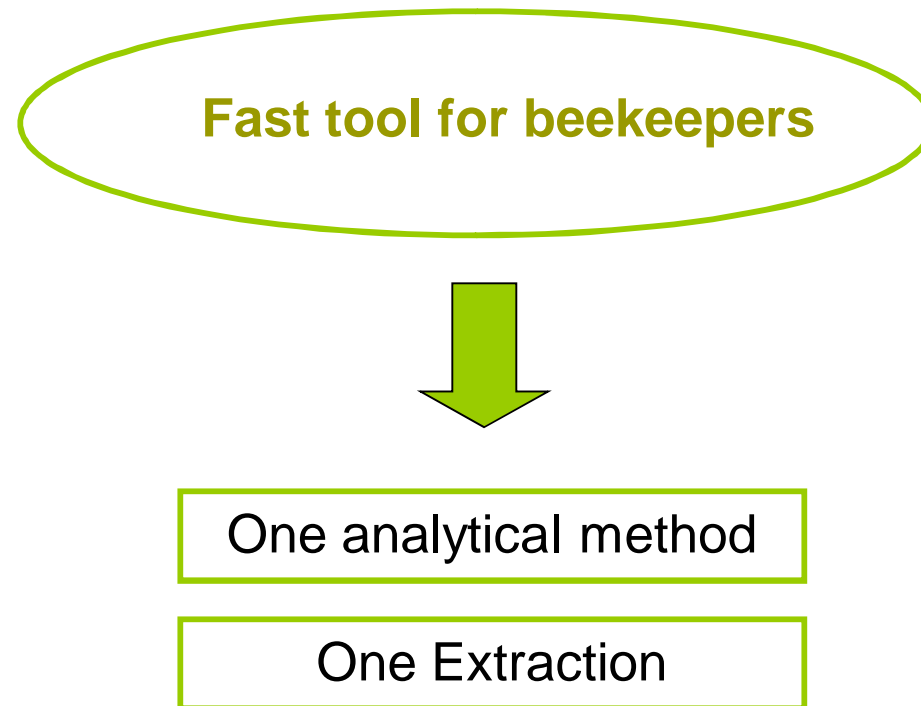 Fast tool for beekeepers
One analytical method
One Extraction